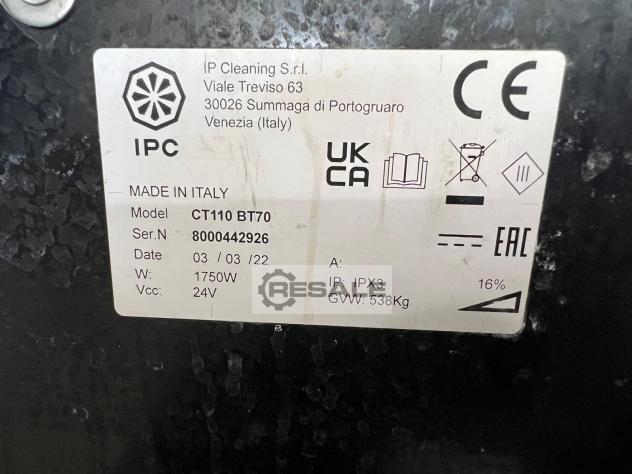 IP Cleaning S.r.l.
Viale Treviso 63
30026 Summaga di Portogruaro
Venezia (Italy)
IPC
CE
UK
CA
III
MADE IN ITALY
Model CT110 BT70
Ser.N 8000442926
Date 03 / 03 / 22
W: 1750W
Vcc: 24V
A:
IP: IPX3
GVW: 538Kg
EAC
16%
RESALE